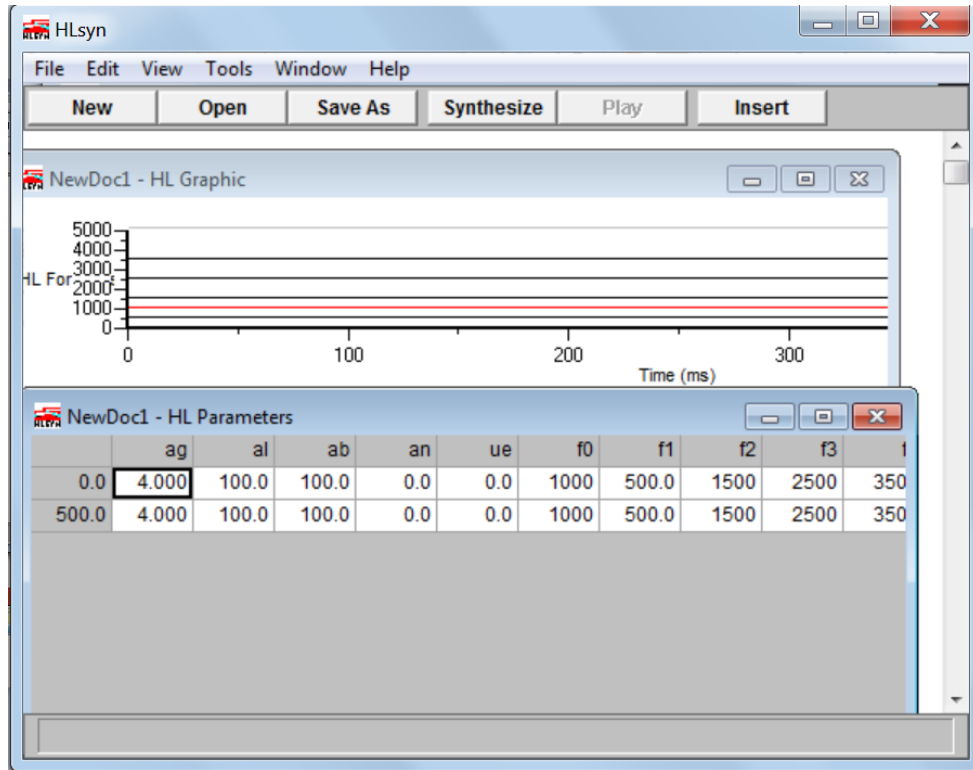 HLsyn
File Edit View Tools Window Help
New Open Save As Synthesize Play Insert
NewDoc1 - HL Graphic
5000
4000
3000
HL For
2000
1000
0
0 100 200 300
Time (ms)
NewDoc1 - HL Parameters
ag al ab an ue f0 f1 f2 f3 f
0.0 4.000 100.0 100.0 0.0 0.0 1000 500.0 1500 2500 350
500.0 4.000 100.0 100.0 0.0 0.0 1000 500.0 1500 2500 350